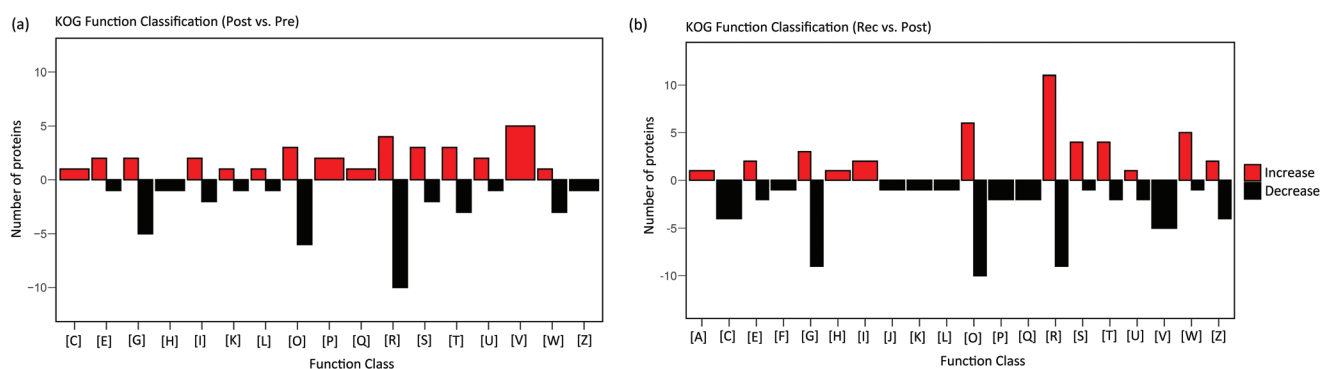 (a)
KOG Function Classification (Post vs. Pre)
Number of proteins
10
5
0
−5
−10
[C] [E] [G] [H] [I] [K] [L] [O] [P] [Q] [R] [S] [T] [U] [V] [W] [Z]
Function Class
(b)
KOG Function Classification (Rec vs. Post)
Number of proteins
10
5
0
-5
-10
[A] [C] [E] [F] [G] [H] [I] [J] [K] [L] [O] [P] [Q] [R] [S] [T] [U] [V] [W] [Z]
Function Class
Increase
Decrease